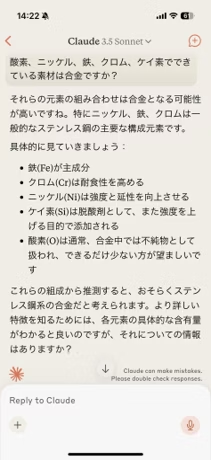 14:22
Claude 3.5 Sonnet
酸素、ニッケル、鉄、クロム、ケイ素ででき
ている素材は合金ですか？
それらの元素の組み合わせは合金となる可能性
が高いですね。特にニッケル、鉄、クロムは一
般的なステンレス鋼の主要な構成元素です。
具体的に見ていきましょう：
• 鉄(Fe)が主成分
• クロム(Cr)は耐食性を高める
• ニッケル(Ni)は強度と延性を向上させる
• ケイ素(Si)は脱酸剤として、また強度を上
げる目的で添加される
• 酸素(O)は通常、合金中では不純物として
扱われ、できるだけ少ない方が望ましいで
す
これらの組成から推測すると、おそらくステン
レス鋼系の合金だと考えられます。より詳しい
特徴を知るためには、各元素の具体的な含有量
がわかると良いのですが、それについての情報
はありますか？
Claude can make mistakes.
Please double check responses.
Reply to Claude